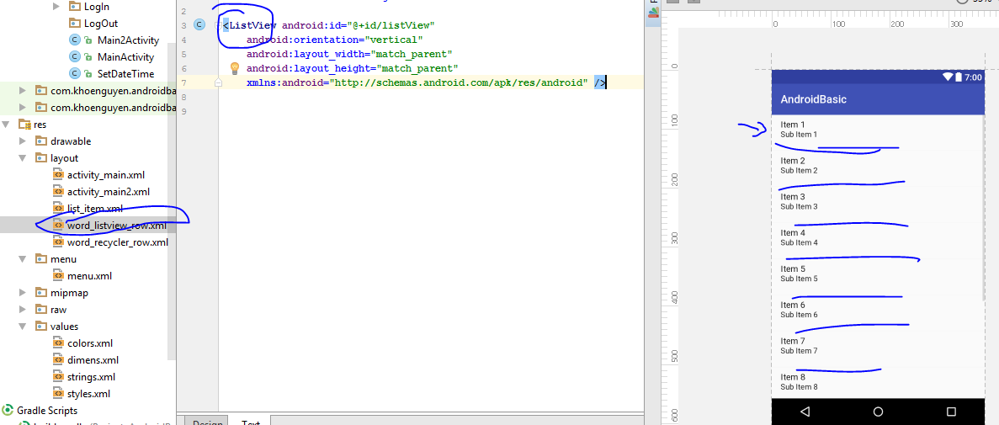 LogIn
LogOut
Main2Activity
MainActivity
SetDateTime
com.khoenguyen.androidba
com.khoenguyen.androidba
res
drawable
layout
activity_main.xml
activity_main2.xml
list_item.xml
word_listview_row.xml
word_recycler_row.xml
menu
menu.xml
mipmap
raw
values
colors.xml
dimens.xml
strings.xml
styles.xml
Gradle Scripts
2
3 <ListView android:id="@+id/listView"
4 android:orientation="vertical"
5 android:layout_width="match_parent"
6 android:layout_height="match_parent"
7 xmlns:android="http://schemas.android.com/apk/res/android" />
8
9
Design Text
0 100 200 300
0
100
200
300
400
500
600
7:00
AndroidBasic
Item 1
Sub Item 1
Item 2
Sub Item 2
Item 3
Sub Item 3
Item 4
Sub Item 4
Item 5
Sub Item 5
Item 6
Sub Item 6
Item 7
Sub Item 7
Item 8
Sub Item 8